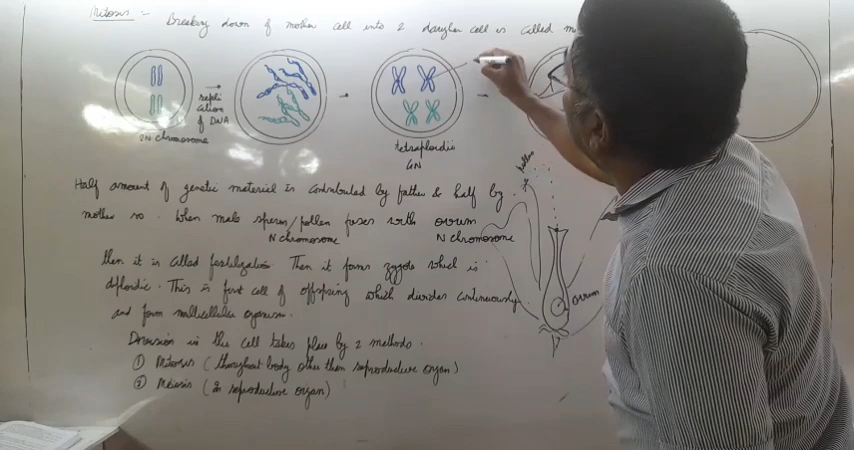 Mitosis :- Breaking down of mother cell into 2 daughter cell is called m
repli
cation
of DNA
2N chromosome
tetraploidic
4N
Half amount of genetic material is contributed by father & half by
mother so. When male sperm/pollen fuses with ovum
N chromosome N chromosome
then it is called fertilization. Then it forms zygote which is
diploidic. This is first cell of offspring which divides continuously
and form multicellular organism.
Division in the cell takes place by 2 methods.
① Mitosis (throughout body other than reproductive organ)
② Meiosis (In reproductive organ)
pollen
ovum